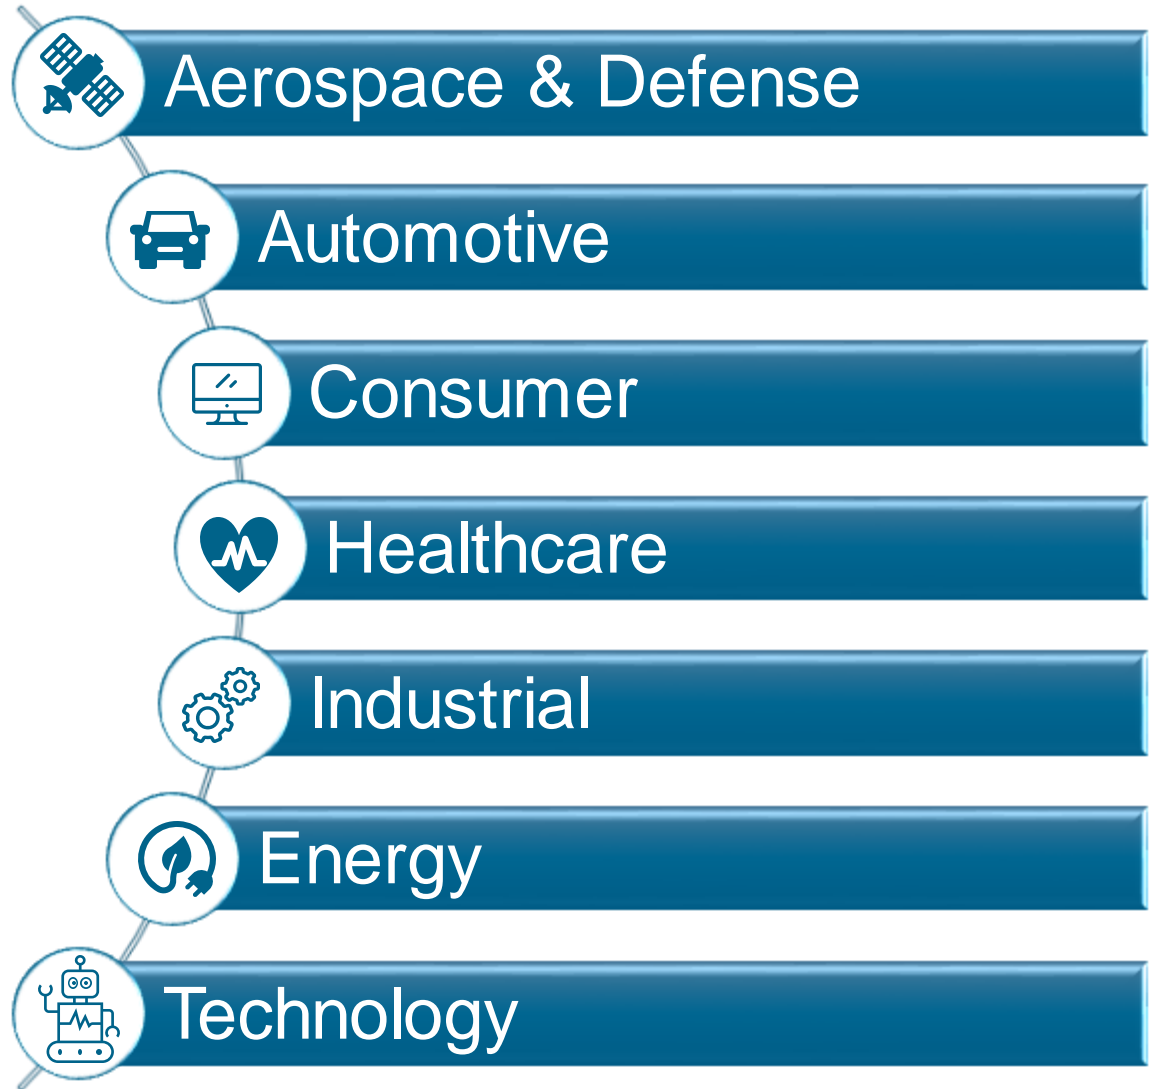 Aerospace & Defense
Automotive
Consumer
Healthcare
Industrial
Energy
Technology